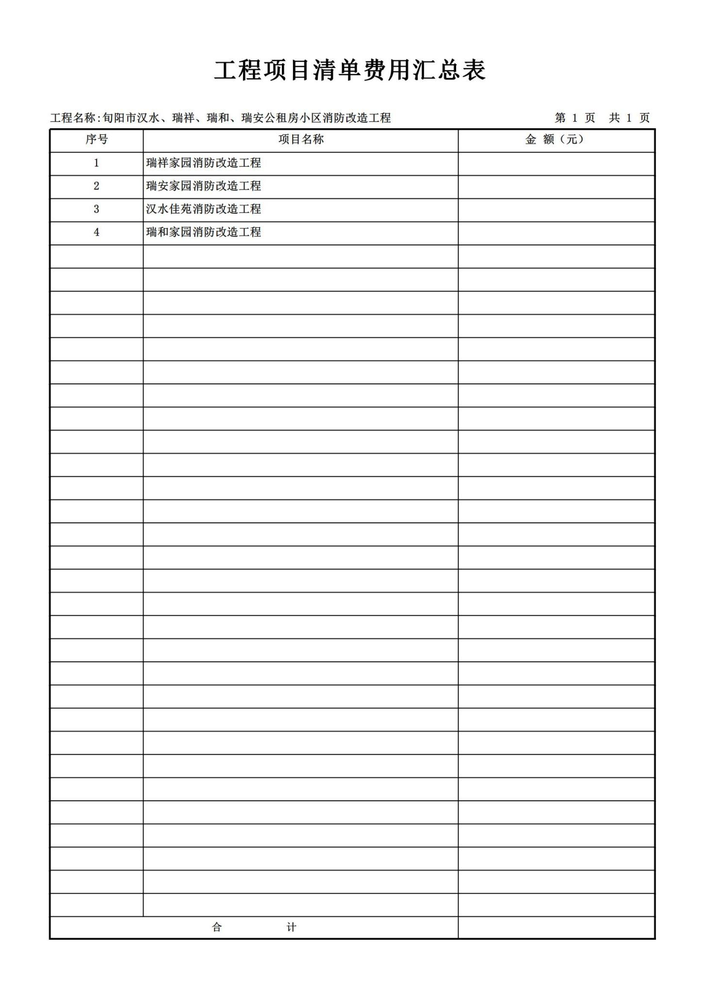 工程项目清单费用汇总表
工程名称:旬阳市汉水、瑞祥、瑞和、瑞安公租房小区消防改造工程 第 1 页 共 1 页
序号 项目名称 金 额（元）
1 瑞祥家园消防改造工程
2 瑞安家园消防改造工程
3 汉水佳苑消防改造工程
4 瑞和家园消防改造工程
合 计